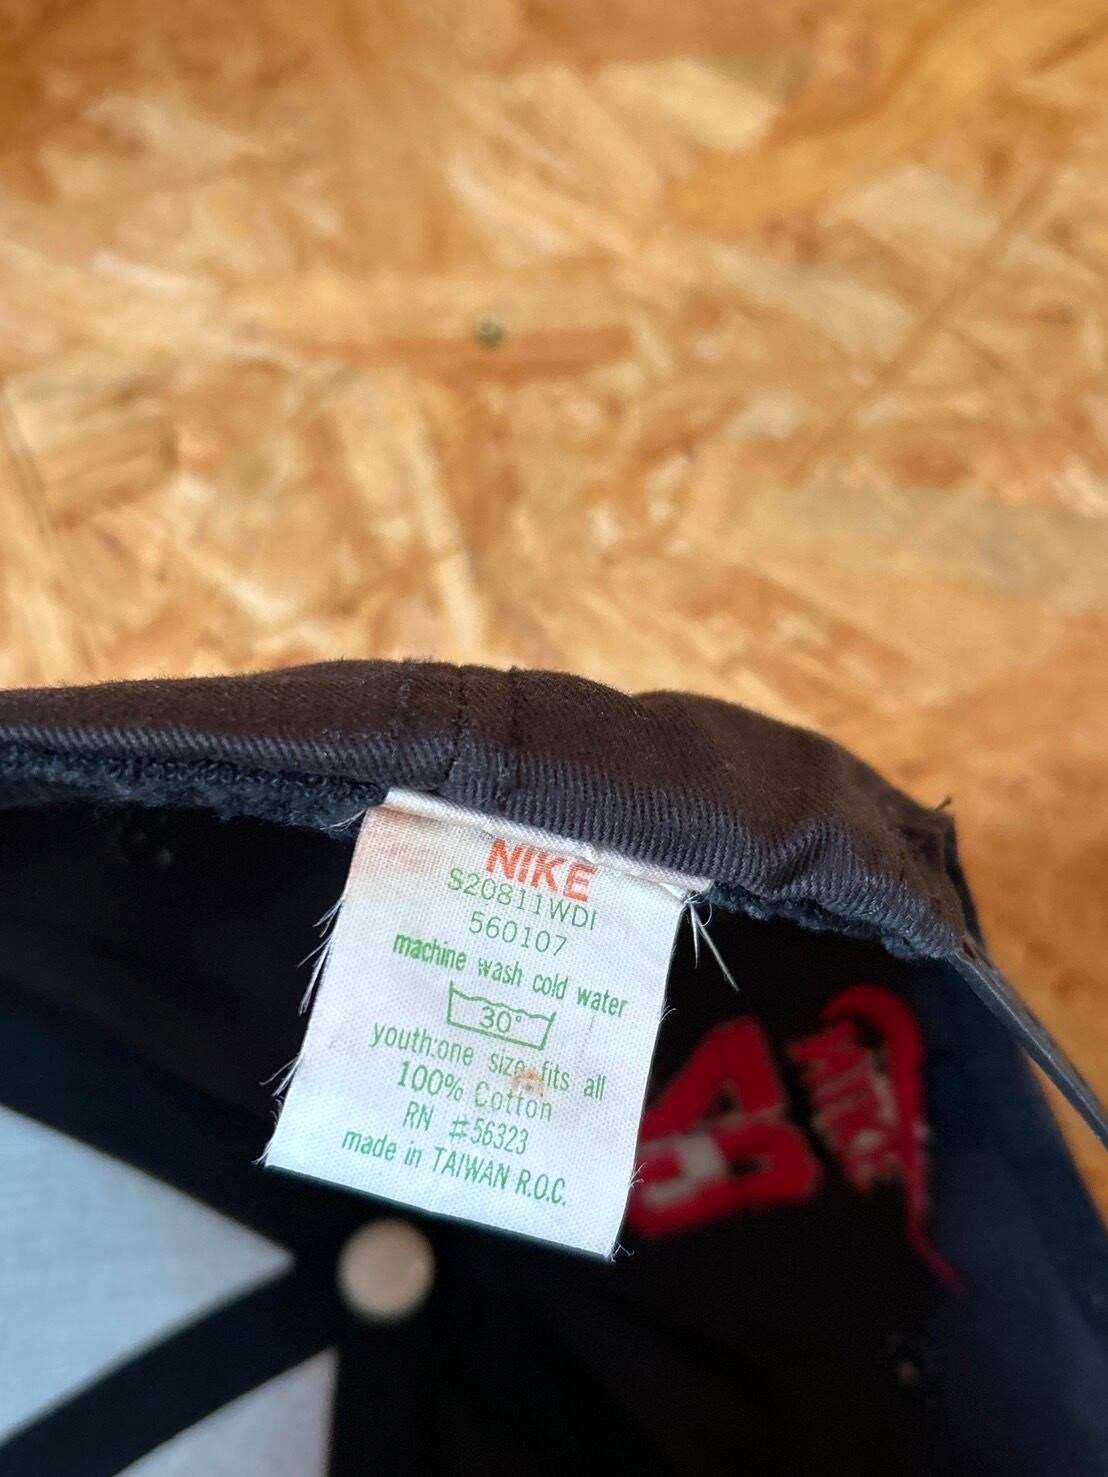 NIKE
S20811WDI
560107
machine wash cold water
30°
youth:one size fits all
100% Cotton
RN #56323
made in TAIWAN R.O.C.